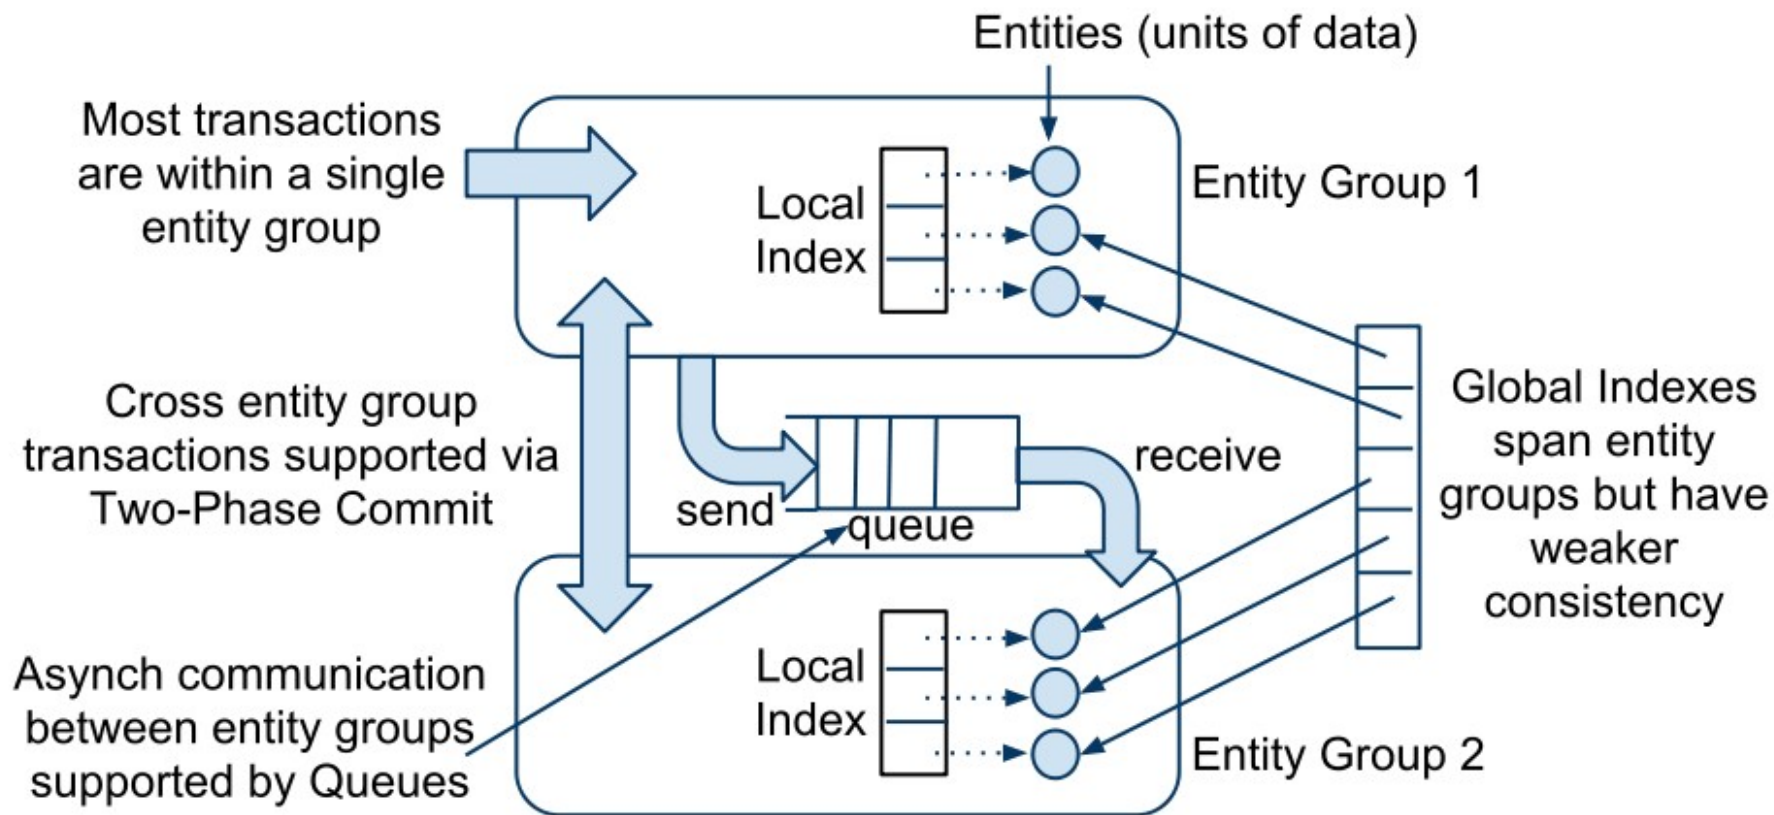 Entities (units of data)
Most transactions
are within a single
entity group
Local
Index
Entity Group 1
Cross entity group
transactions supported via
Two-Phase Commit
send
queue
receive
Global Indexes
span entity
groups but have
weaker
consistency
Asynch communication
between entity groups
supported by Queues
Local
Index
Entity Group 2